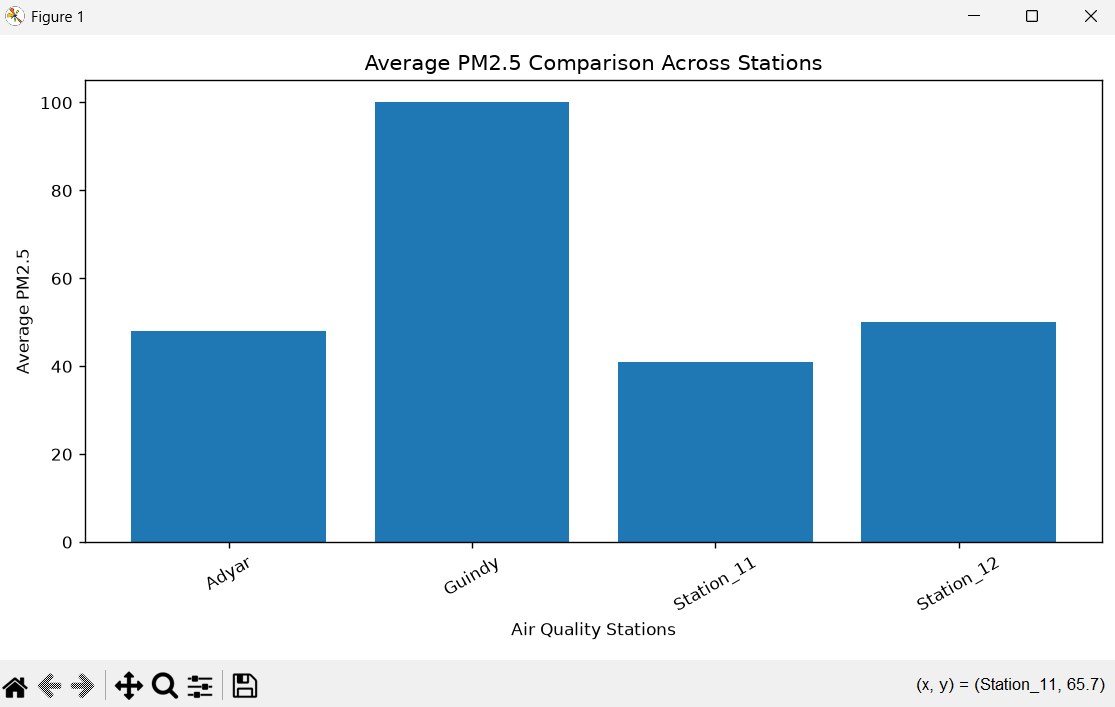 Figure 1
Average PM2.5 Comparison Across Stations
100
80
60
40
20
0
Average PM2.5
Adyar
Guindy
Station_11
Station_12
Air Quality Stations
(x, y) = (Station_11, 65.7)